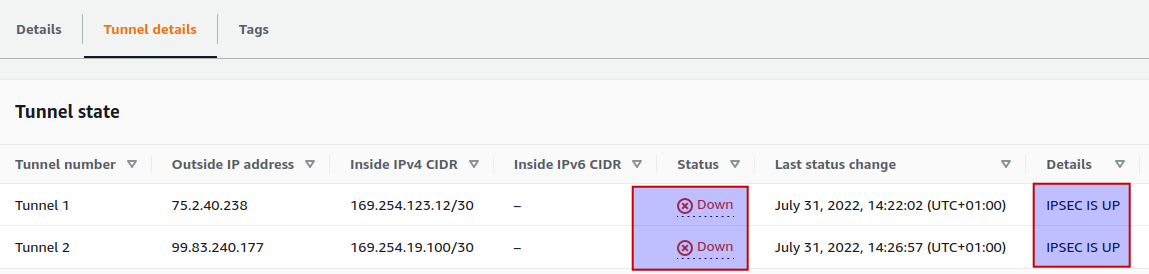 Details Tunnel details Tags
Tunnel state
Tunnel number Outside IP address Inside IPv4 CIDR Inside IPv6 CIDR Status Last status change Details
Tunnel 1 75.2.40.238 169.254.123.12/30 – Down July 31, 2022, 14:22:02 (UTC+01:00) IPSEC IS UP
Tunnel 2 99.83.240.177 169.254.19.100/30 – Down July 31, 2022, 14:26:57 (UTC+01:00) IPSEC IS UP